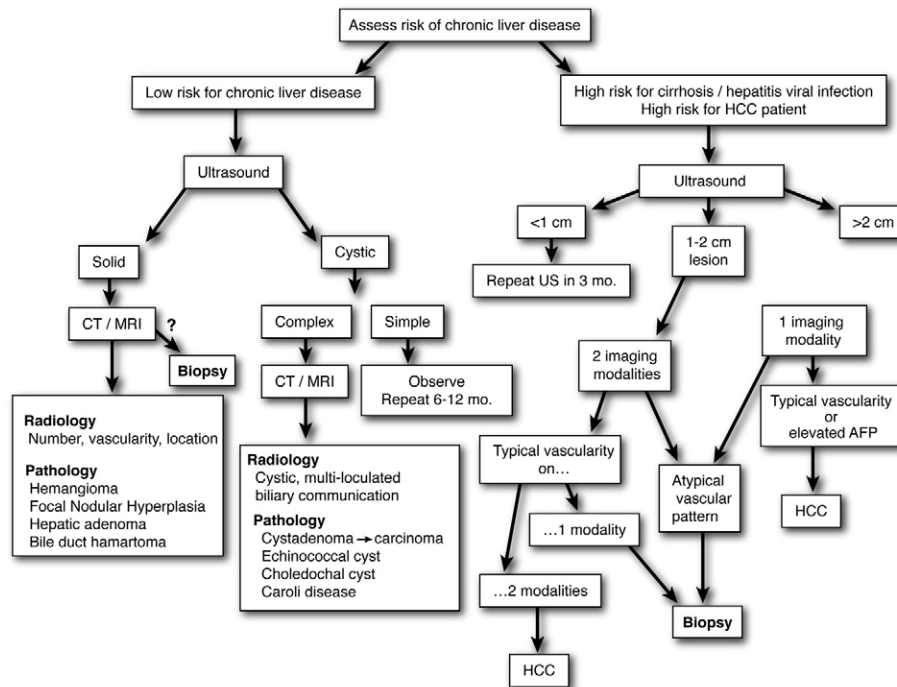 Assess risk of chronic liver disease
Low risk for chronic liver disease
High risk for cirrhosis / hepatitis viral infection
High risk for HCC patient
Ultrasound
Ultrasound
<1 cm
1-2 cm
lesion
>2 cm
Repeat US in 3 mo.
Solid
Cystic
CT / MRI
?
Biopsy
Complex
Simple
CT / MRI
Observe
Repeat 6-12 mo.
Radiology
Number, vascularity, location
Pathology
Hemangioma
Focal Nodular Hyperplasia
Hepatic adenoma
Bile duct hamartoma
Radiology
Cystic, multi-loculated
biliary communication
Pathology
Cystadenoma → carcinoma
Echinococcal cyst
Choledochal cyst
Caroli disease
2 imaging
modalities
1 imaging
modality
Typical vascularity
on...
Atypical
vascular
pattern
Typical vascularity
or
elevated AFP
HCC
...1 modality
...2 modalities
Biopsy
HCC